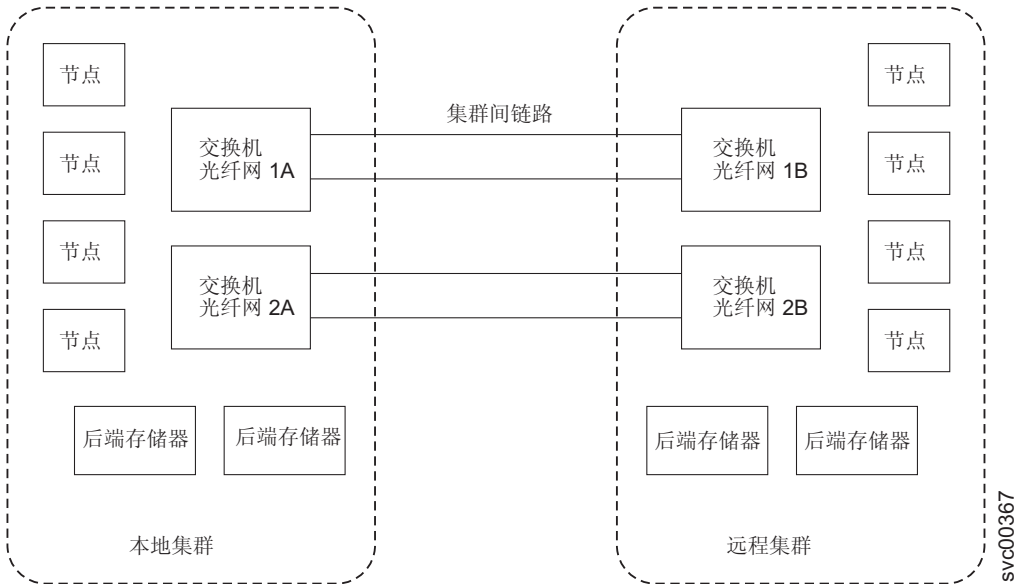 节点
节点
节点
节点
交换机
光纤网 1A
交换机
光纤网 2A
后端存储器
后端存储器
本地集群
集群间链路
交换机
光纤网 1B
交换机
光纤网 2B
节点
节点
节点
节点
后端存储器
后端存储器
远程集群
svc00367